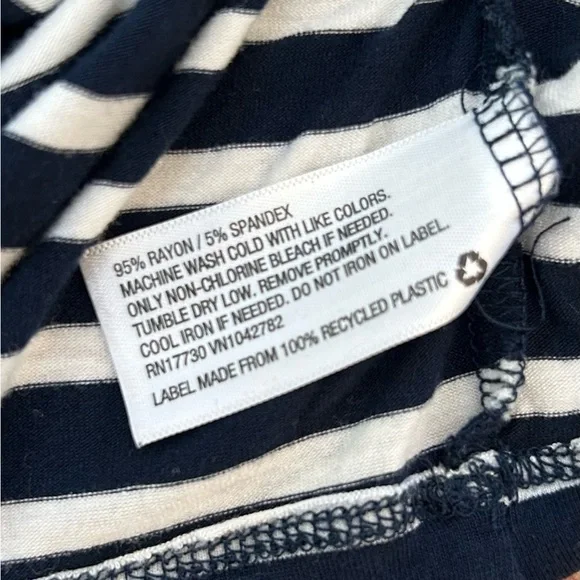 95% RAYON / 5% SPANDEX
MACHINE WASH COLD WITH LIKE COLORS.
ONLY NON-CHLORINE BLEACH IF NEEDED.
TUMBLE DRY LOW. REMOVE PROMPTLY.
COOL IRON IF NEEDED. DO NOT IRON ON LABEL.
RN17730 VN1042782
LABEL MADE FROM 100% RECYCLED PLASTIC